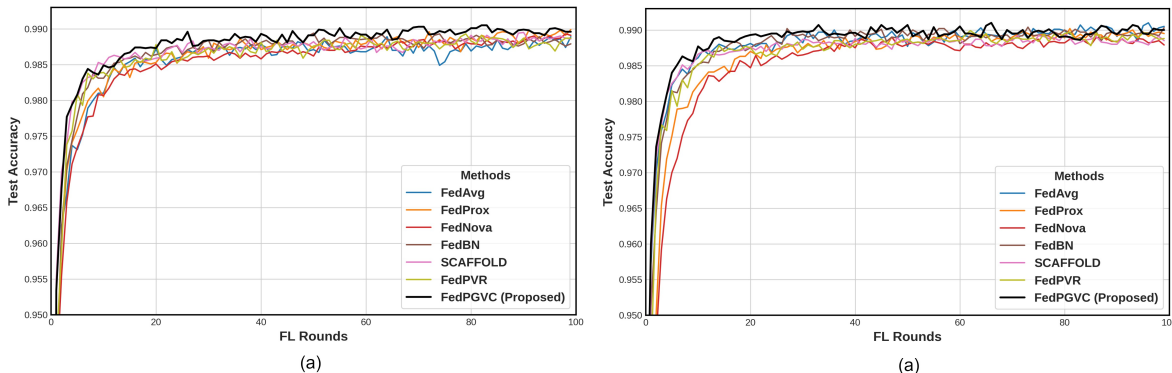 0.990
0.985
0.980
0.975
0.970
0.965
0.960
0.955
0.950
Test Accuracy
0
20
40
60
80
100
FL Rounds
Methods
FedAvg
FedProx
FedNova
FedBN
SCAFFOLD
FedPVR
FedPGVC (Proposed)
(a)
0.990
0.985
0.980
0.975
0.970
0.965
0.960
0.955
0.950
Test Accuracy
0
20
40
60
80
10
FL Rounds
Methods
FedAvg
FedProx
FedNova
FedBN
SCAFFOLD
FedPVR
FedPGVC (Proposed)
(a)